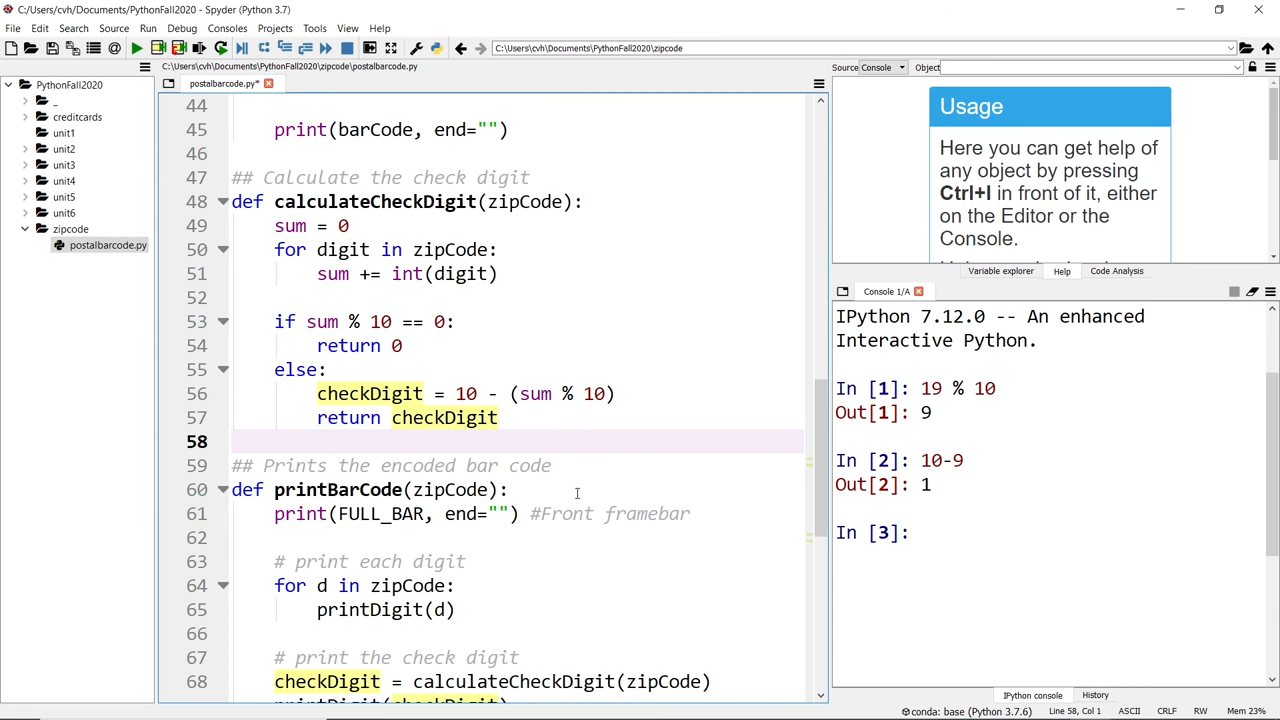 C:/Users/cvh/Documents/PythonFall2020 - Spyder (Python 3.7)
File Edit Search Source Run Debug Consoles Projects Tools View Help
C:\Users\cvh\Documents\PythonFall2020\zipcode
C:\Users\cvh\Documents\PythonFall2020\zipcode\postalbarcode.py
Source Console Object
PythonFall2020
_
creditcards
unit1
unit2
unit3
unit4
unit5
unit6
zipcode
postalbarcode.py
postalbarcode.py*
44
45 print(barCode, end="")
46
47 ## Calculate the check digit
48 def calculateCheckDigit(zipCode):
49 sum = 0
50 for digit in zipCode:
51 sum += int(digit)
52
53 if sum % 10 == 0:
54 return 0
55 else:
56 checkDigit = 10 - (sum % 10)
57 return checkDigit
58
59 ## Prints the encoded bar code
60 def printBarCode(zipCode):
61 print(FULL_BAR, end="") #Front framebar
62
63 # print each digit
64 for d in zipCode:
65 printDigit(d)
66
67 # print the check digit
68 checkDigit = calculateCheckDigit(zipCode)
printDigit(checkDigit)
Usage
Here you can get help of
any object by pressing
Ctrl+I in front of it, either
on the Editor or the
Console.
Variable explorer Help Code Analysis
Console 1/A
IPython 7.12.0 -- An enhanced
Interactive Python.
In [1]: 19 % 10
Out[1]: 9
In [2]: 10-9
Out[2]: 1
In [3]:
IPython console History
conda: base (Python 3.7.6) Line 58, Col 1 ASCII CRLF RW Mem 23%